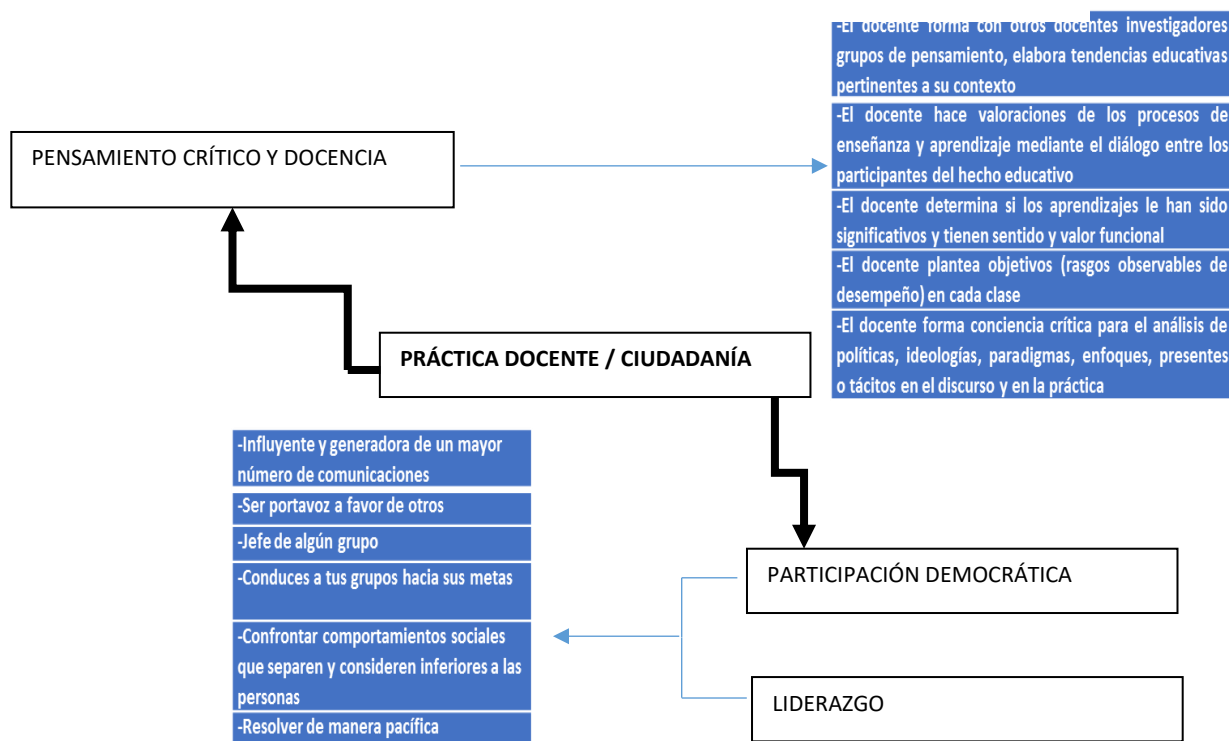 -El docente forma con otros docentes investigadores
grupos de pensamiento, elabora tendencias educativas
pertinentes a su contexto
-El docente hace valoraciones de los procesos de
enseñanza y aprendizaje mediante el diálogo entre los
participantes del hecho educativo
-El docente determina si los aprendizajes le han sido
significativos y tienen sentido y valor funcional
-El docente plantea objetivos (rasgos observables de
desempeño) en cada clase
-El docente forma conciencia crítica para el análisis de
políticas, ideologías, paradigmas, enfoques, presentes
o tácitos en el discurso y en la práctica
PENSAMIENTO CRÍTICO Y DOCENCIA
PRÁCTICA DOCENTE / CIUDADANÍA
-Influyente y generadora de un mayor
número de comunicaciones
-Ser portavoz a favor de otros
-Jefe de algún grupo
-Conduces a tus grupos hacia sus metas
-Confrontar comportamientos sociales
que separen y consideren inferiores a las
personas
-Resolver de manera pacífica
PARTICIPACIÓN DEMOCRÁTICA
LIDERAZGO